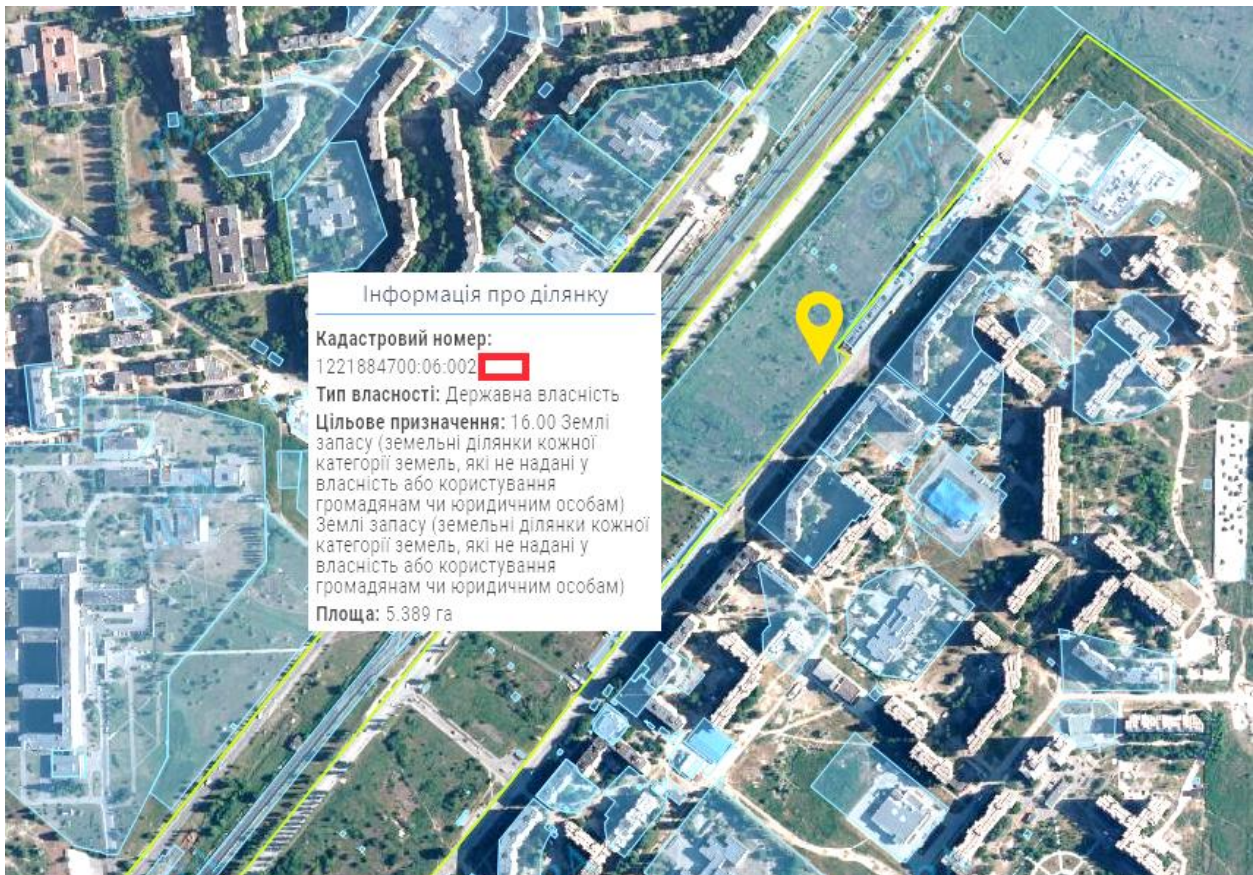 Інформація про ділянку
Кадастровий номер:
1221884700:06:002
Тип власності: Державна власність
Цільове призначення: 16.00 Землі
запасу (земельні ділянки кожної
категорії земель, які не надані у
власність або користування
громадянам чи юридичним особам)
Землі запасу (земельні ділянки кожної
категорії земель, які не надані у
власність або користування
громадянам чи юридичним особам)
Площа: 5.389 га